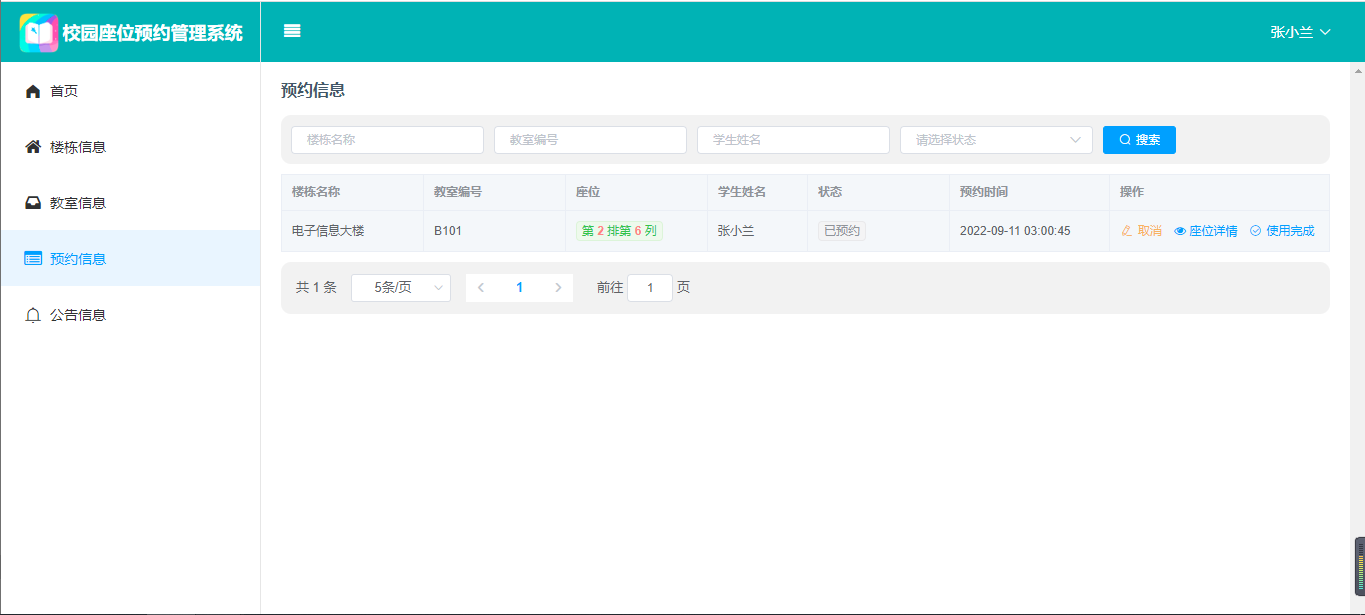 校园座位预约管理系统
张小兰
首页
楼栋信息
教室信息
预约信息
公告信息
预约信息
楼栋名称 教室编号 学生姓名 请选择状态 搜索
楼栋名称 教室编号 座位 学生姓名 状态 预约时间 操作
电子信息大楼 B101 第 2 排第 6 列 张小兰 已预约 2022-09-11 03:00:45 取消 座位详情 使用完成
共 1 条 5条/页 1 前往 1 页